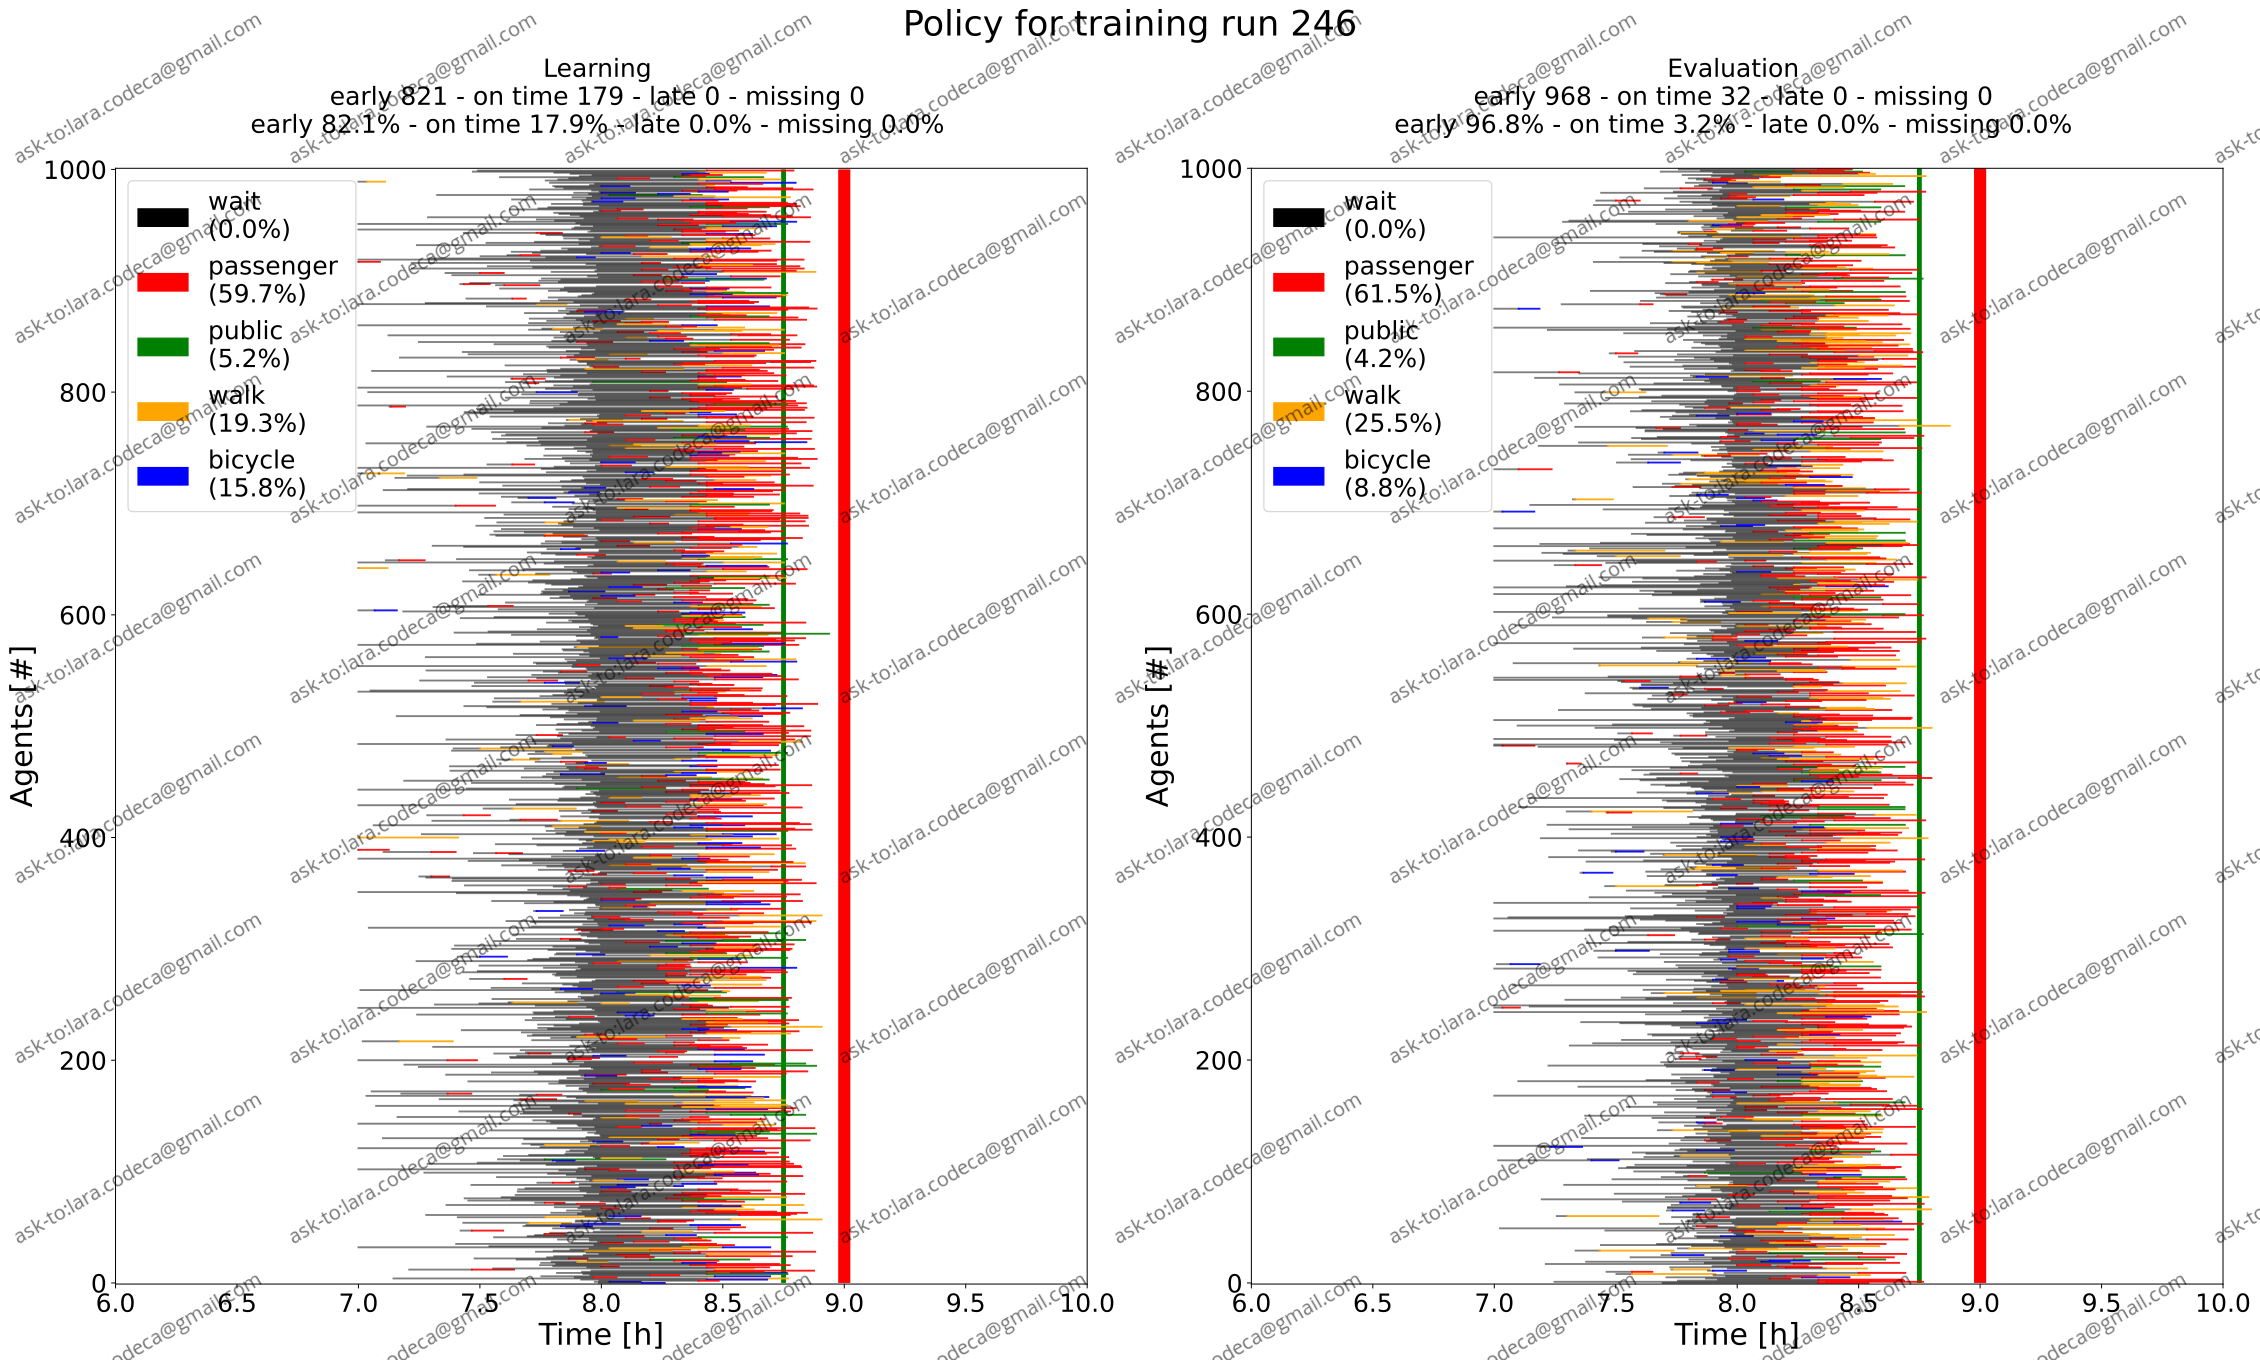 Policy for training run 246
Learning
early 821 - on time 179 - late 0 - missing 0
early 82.1% - on time 17.9% - late 0.0% - missing 0.0%
Agents [#]
1000
800
600
400
200
0
wait
(0.0%)
passenger
(59.7%)
public
(5.2%)
walk
(19.3%)
bicycle
(15.8%)
6.0 6.5 7.0 7.5 8.0 8.5 9.0 9.5 10.0
Time [h]
Evaluation
early 968 - on time 32 - late 0 - missing 0
early 96.8% - on time 3.2% - late 0.0% - missing 0.0%
Agents [#]
1000
800
600
400
200
0
wait
(0.0%)
passenger
(61.5%)
public
(4.2%)
walk
(25.5%)
bicycle
(8.8%)
6.0 6.5 7.0 7.5 8.0 8.5 9.0 9.5 10.0
Time [h]
ask-to:lara.codeca@gmail.com